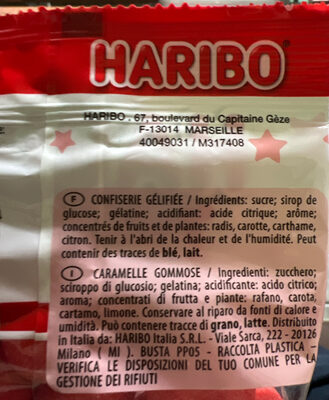 HARIBO
HARIBO . 67, boulevard du Capitaine Gèze
F-13014 MARSEILLE
40049031 / M317408
F CONFISERIE GÉLIFIÉE / Ingrédients: sucre; sirop de
glucose; gélatine; acidifiant: acide citrique; arôme;
concentrés de fruits et de plantes: radis, carotte, carthame,
citron. Tenir à l'abri de la chaleur et de l'humidité. Peut
contenir des traces de blé, lait.
I CARAMELLE GOMMOSE / Ingredienti: zucchero;
sciroppo di glucosio; gelatina; acidificante: acido citrico;
aroma; concentrati di frutta e piante: rafano, carota,
cartamo, limone. Conservare al riparo da fonti di calore e
umidità. Può contenere tracce di grano, latte. Distribuito
in Italia da: HARIBO Italia S.R.L. - Viale Sarca, 222 - 20126
Milano ( MI ). BUSTA PP05 - RACCOLTA PLASTICA -
VERIFICA LE DISPOSIZIONI DEL TUO COMUNE PER LA
GESTIONE DEI RIFIUTI